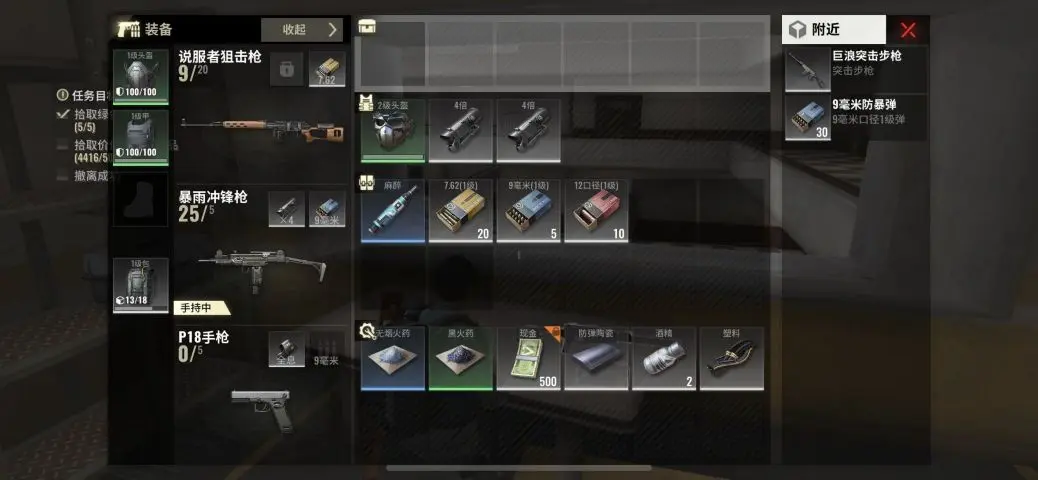 装备
收起
1级头盔
100/100
说服者狙击枪
9/20
7.62
任务目
拾取绿
(5/5)
1级甲
100/100
拾取价
品
(4416/5
撤离成
暴雨冲锋枪
25/5
×4
9毫米
1级包
13/18
手持中
P18手枪
0/5
全息
9毫米
2级头盔
4倍
4倍
麻醉
7.62(1级)
20
9毫米(1级)
5
12口径(1级)
10
无烟火药
黑火药
现金
500
防弹陶瓷
酒精
2
塑料
附近
巨浪突击步枪
突击步枪
9毫米防暴弹
9毫米口径1级弹
30